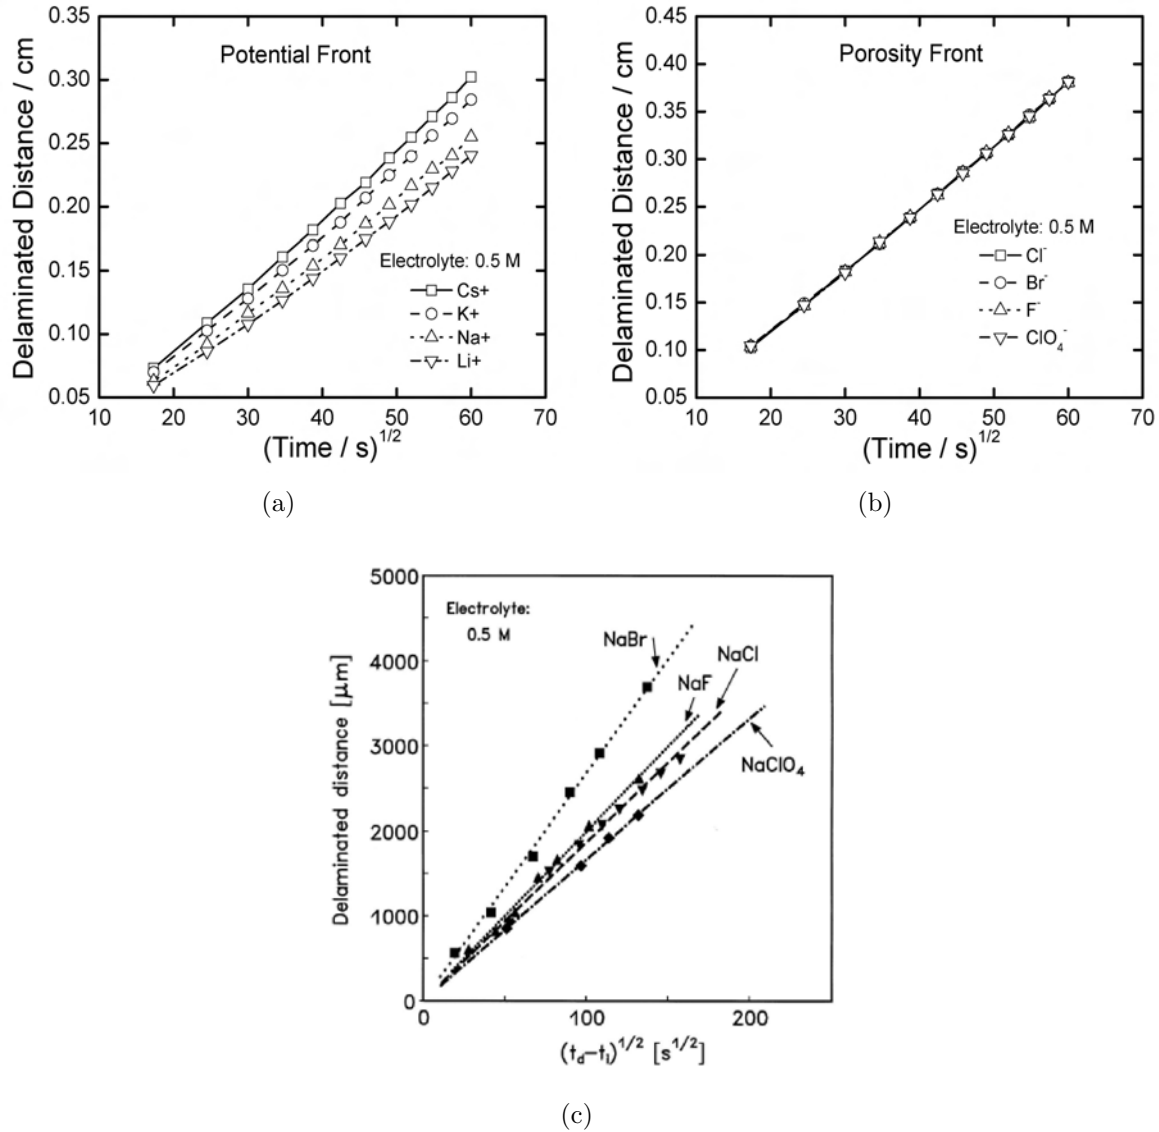 Potential Front
Delaminated Distance / cm
0.35
0.30
0.25
0.20
0.15
0.10
0.05
Electrolyte: 0.5 M
Cs+
K+
Na+
Li+
10 20 30 40 50 60 70
(Time / s)^1/2
(a)
Porosity Front
Delaminated Distance / cm
0.45
0.40
0.35
0.30
0.25
0.20
0.15
0.10
0.05
Electrolyte: 0.5 M
Cl⁻
Br⁻
F⁻
ClO₄⁻
10 20 30 40 50 60 70
(Time / s)^1/2
(b)
Delaminated distance [μm]
5000
4000
3000
2000
1000
0
Electrolyte:
0.5 M
NaBr
NaCl
NaF
NaClO₄
0 100 200
(t_d−t_i)^1/2 [s^1/2]
(c)